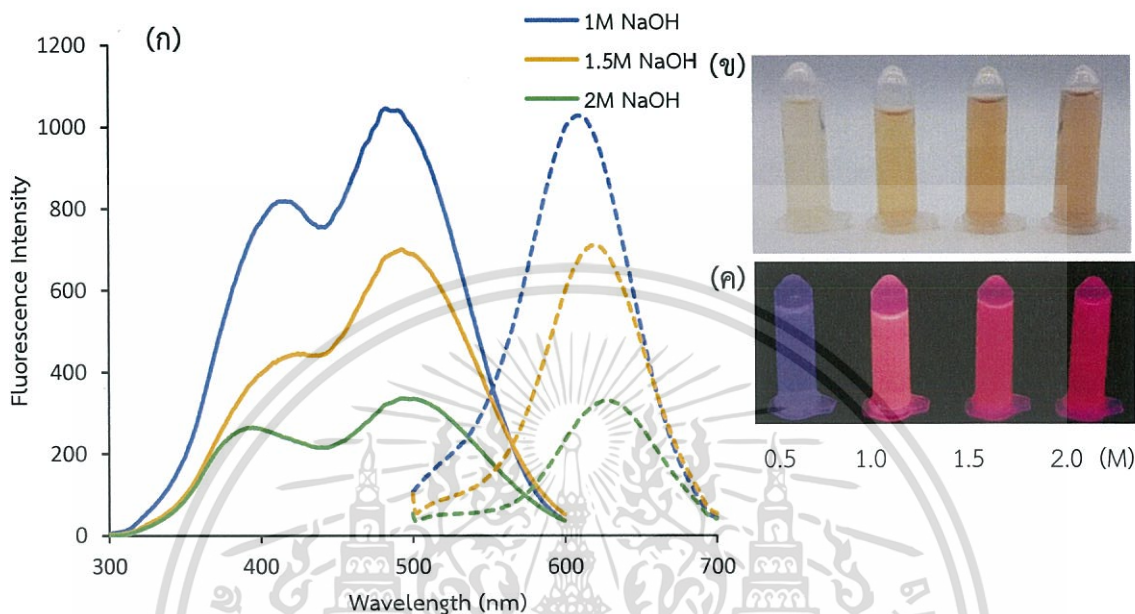 (ก)
1M NaOH
1.5M NaOH
2M NaOH
1200
1000
800
600
400
200
0
Fluorescence Intensity
300 400 500 600 700
Wavelength (nm)
(ข)
(ค)
0.5 1.0 1.5 2.0 (M)